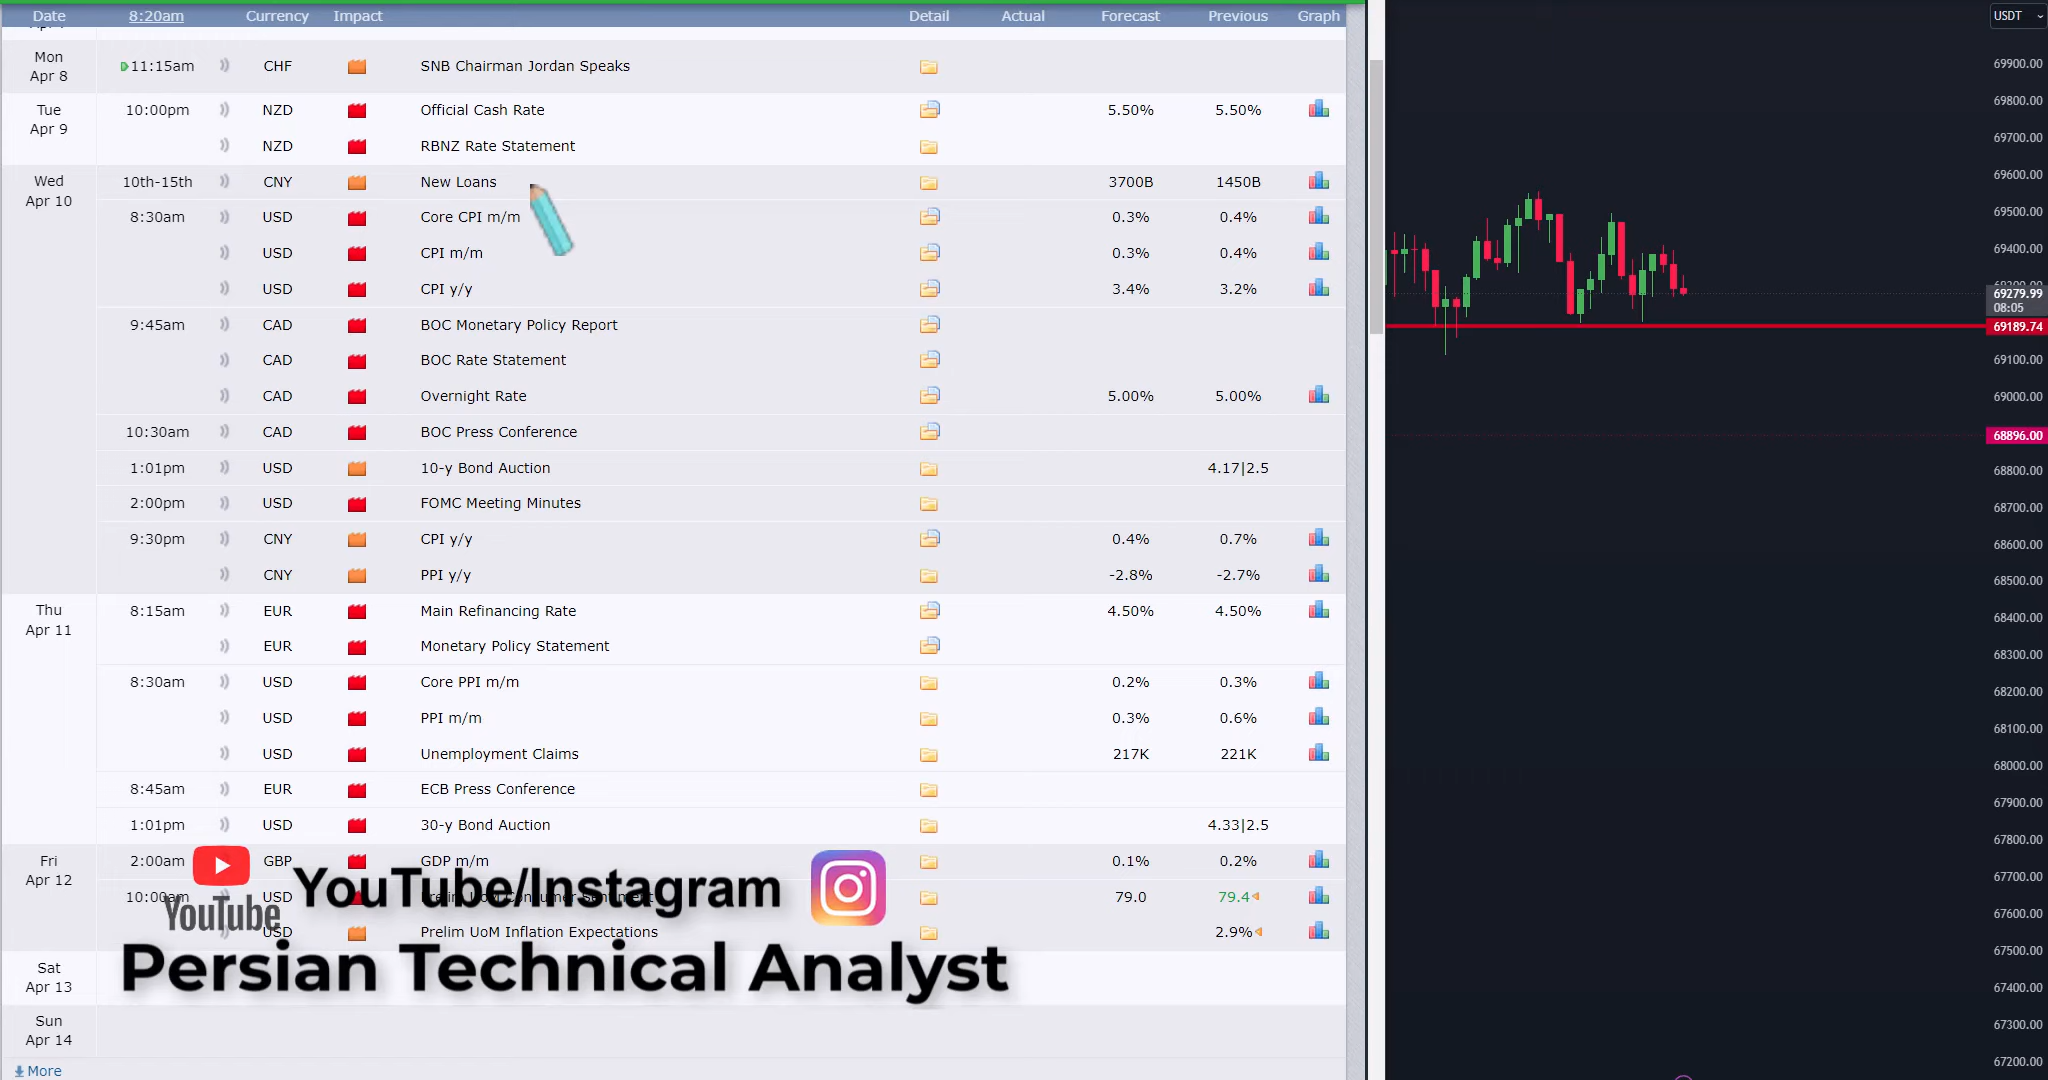 Date 8:20am Currency Impact Detail Actual Forecast Previous Graph
Mon Apr 8 11:15am CHF SNB Chairman Jordan Speaks
Tue Apr 9 10:00pm NZD Official Cash Rate 5.50% 5.50%
NZD RBNZ Rate Statement
Wed Apr 10 10th-15th CNY New Loans 3700B 1450B
8:30am USD Core CPI m/m 0.3% 0.4%
USD CPI m/m 0.3% 0.4%
USD CPI y/y 3.4% 3.2%
9:45am CAD BOC Monetary Policy Report
CAD BOC Rate Statement
CAD Overnight Rate 5.00% 5.00%
10:30am CAD BOC Press Conference
1:01pm USD 10-y Bond Auction 4.17|2.5
2:00pm USD FOMC Meeting Minutes
9:30pm CNY CPI y/y 0.4% 0.7%
CNY PPI y/y -2.8% -2.7%
Thu Apr 11 8:15am EUR Main Refinancing Rate 4.50% 4.50%
EUR Monetary Policy Statement
8:30am USD Core PPI m/m 0.2% 0.3%
USD PPI m/m 0.3% 0.6%
USD Unemployment Claims 217K 221K
8:45am EUR ECB Press Conference
1:01pm USD 30-y Bond Auction 4.33|2.5
Fri Apr 12 2:00am GBP GDP m/m 0.1% 0.2%
10:00am USD Prelim UoM Consumer Sentiment 79.0 79.4
USD Prelim UoM Inflation Expectations 2.9%
Sat Apr 13
Sun Apr 14
More
YouTube
YouTube/Instagram
Persian Technical Analyst
USDT
69900.00
69800.00
69700.00
69600.00
69500.00
69400.00
69279.99
08:05
69189.74
69100.00
69000.00
68896.00
68800.00
68700.00
68600.00
68500.00
68400.00
68300.00
68200.00
68100.00
68000.00
67900.00
67800.00
67700.00
67600.00
67500.00
67400.00
67300.00
67200.00